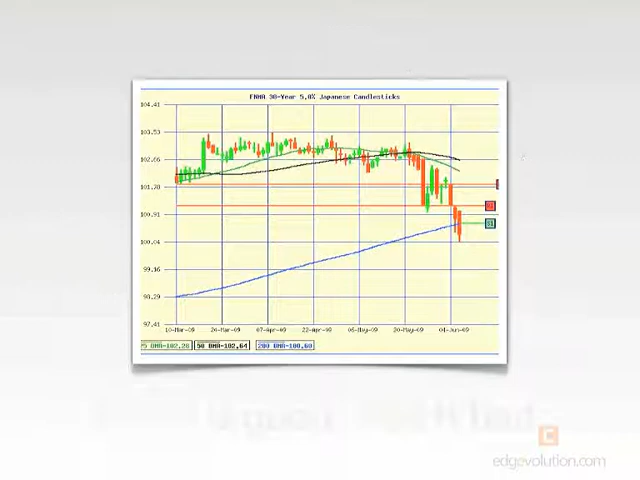 FNMA 30-Year 5.0% Japanese Candlesticks
104.41
103.53
102.66
101.78
100.91
100.04
99.16
98.29
97.41
10-Mar-09 24-Mar-09 07-Apr-09 22-Apr-09 06-May-09 20-May-09 04-Jun-09
5 DMA-102.28 50 DMA-102.64 200 DMA-100.60
edgevolution.com